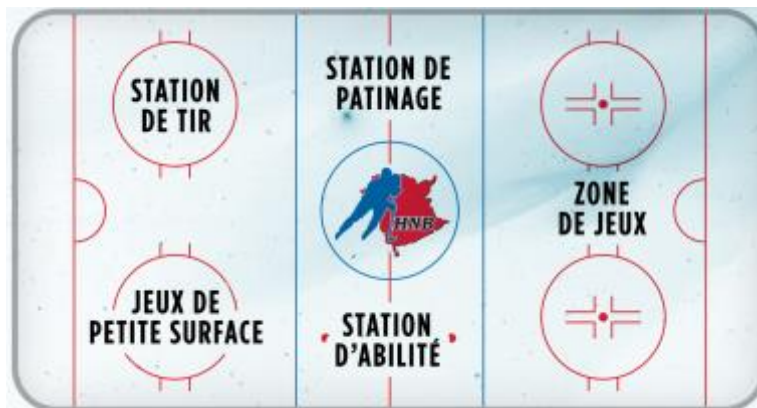 STATION
DE TIR
STATION DE
PATINAGE
HNB
ZONE
DE JEUX
JEUX DE
PETITE SURFACE
STATION
D'ABILITÉ